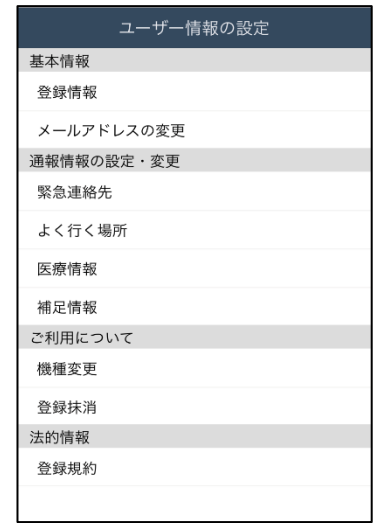 ユーザー情報の設定
基本情報
登録情報
メールアドレスの変更
通報情報の設定・変更
緊急連絡先
よく行く場所
医療情報
補足情報
ご利用について
機種変更
登録抹消
法的情報
登録規約